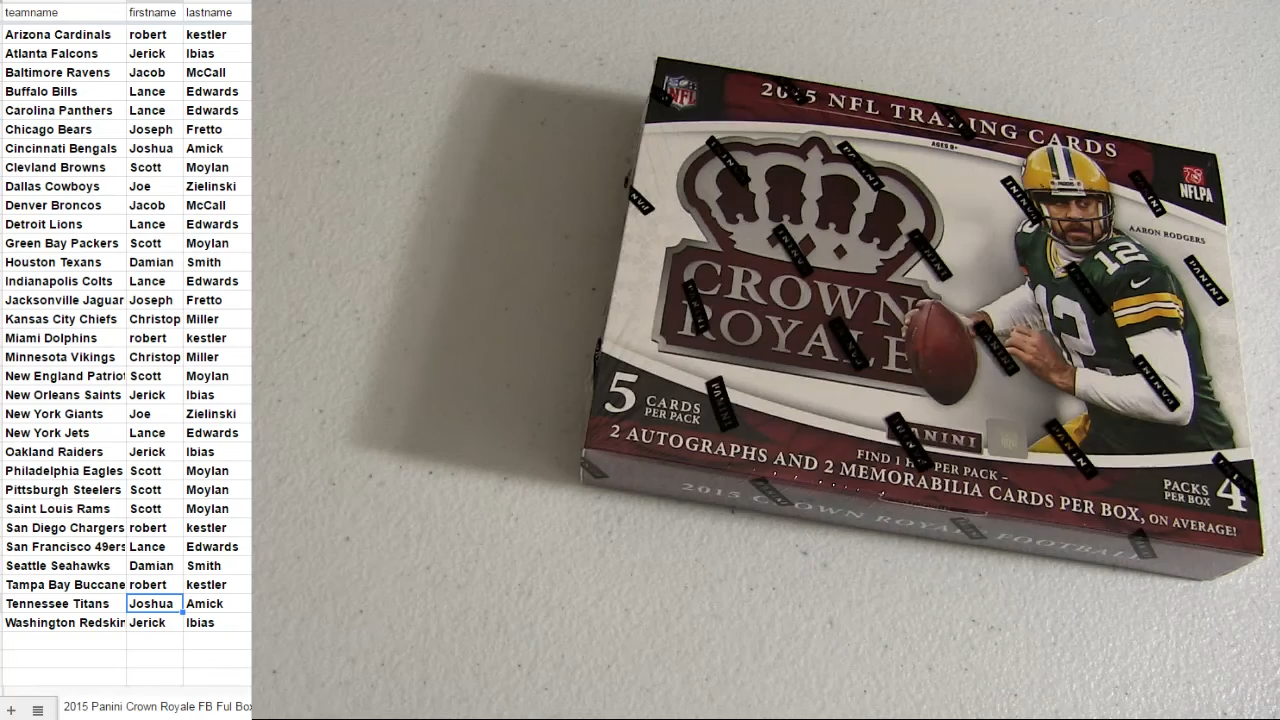 teamname firstname lastname
Arizona Cardinals robert kestler
Atlanta Falcons Jerick Ibias
Baltimore Ravens Jacob McCall
Buffalo Bills Lance Edwards
Carolina Panthers Lance Edwards
Chicago Bears Joseph Fretto
Cincinnati Bengals Joshua Amick
Clevland Browns Scott Moylan
Dallas Cowboys Joe Zielinski
Denver Broncos Jacob McCall
Detroit Lions Lance Edwards
Green Bay Packers Scott Moylan
Houston Texans Damian Smith
Indianapolis Colts Lance Edwards
Jacksonville Jaguar Joseph Fretto
Kansas City Chiefs Christop Miller
Miami Dolphins robert kestler
Minnesota Vikings Christop Miller
New England Patriot Scott Moylan
New Orleans Saints Jerick Ibias
New York Giants Joe Zielinski
New York Jets Lance Edwards
Oakland Raiders Jerick Ibias
Philadelphia Eagles Scott Moylan
Pittsburgh Steelers Scott Moylan
Saint Louis Rams Scott Moylan
San Diego Chargers robert kestler
San Francisco 49ers Lance Edwards
Seattle Seahawks Damian Smith
Tampa Bay Buccane robert kestler
Tennessee Titans Joshua Amick
Washington Redskin Jerick Ibias
2015 Panini Crown Royale FB Ful Box
NFL
2015 NFL TRADING CARDS
AGES 9+
NFLPA
AARON RODGERS
12
12
CROWN
ROYALE
5 CARDS
PER PACK
PANINI
FIND 1 HIT PER PACK –
2 AUTOGRAPHS AND 2 MEMORABILIA CARDS PER BOX, ON AVERAGE!
4 PACKS
PER BOX
2015 CROWN ROYALE FOOTBALL